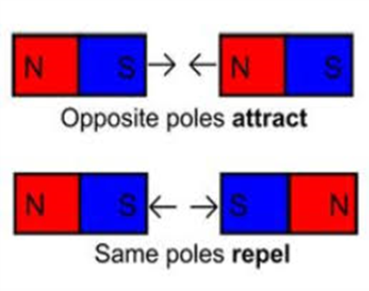 N S N S
Opposite poles attract
N S S N
Same poles repel